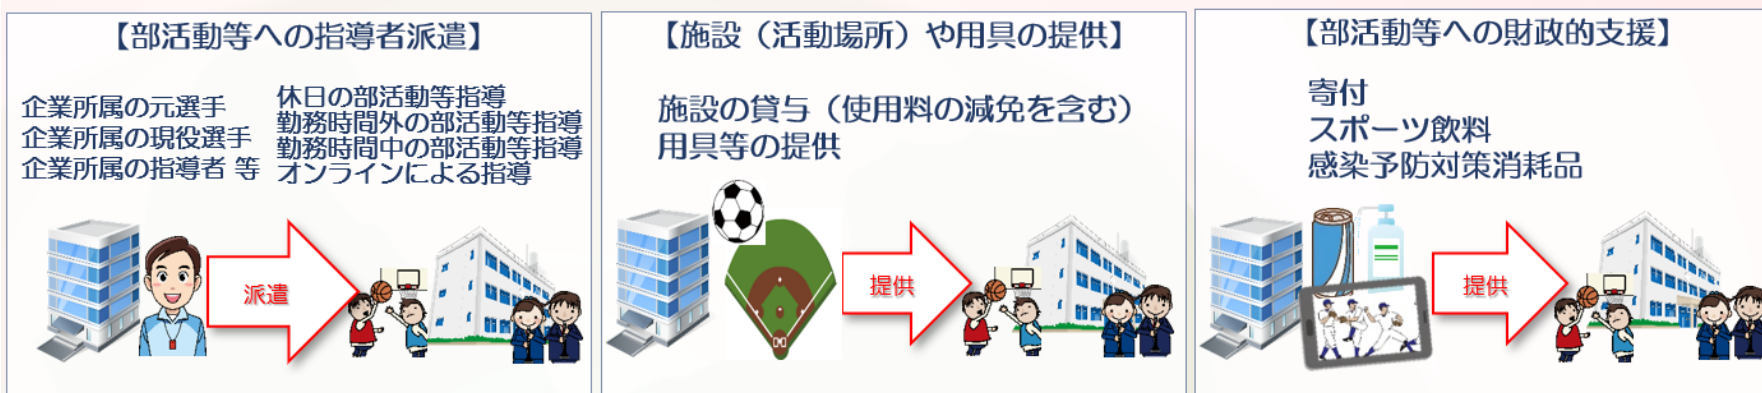 【部活動等への指導者派遣】
企業所属の元選手
企業所属の現役選手
企業所属の指導者 等
休日の部活動等指導
勤務時間外の部活動等指導
勤務時間中の部活動等指導
オンラインによる指導
派遣
【施設（活動場所）や用具の提供】
施設の貸与（使用料の減免を含む）
用具等の提供
提供
【部活動等への財政的支援】
寄付
スポーツ飲料
感染予防対策消耗品
提供